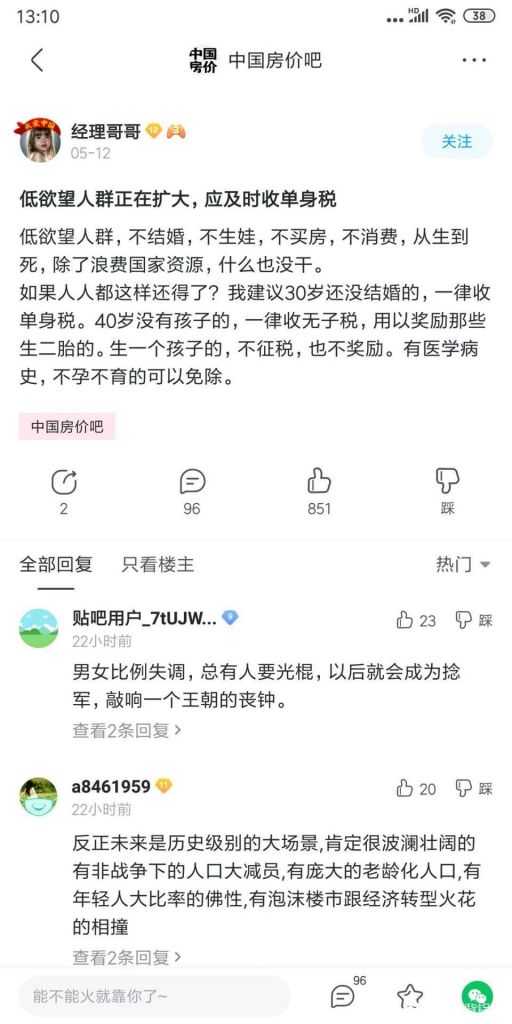 13:10
HD
38
中国
房价
中国房价吧
我爱中国
经理哥哥
12
3
05-12
关注
低欲望人群正在扩大，应及时收单身税
低欲望人群，不结婚，不生娃，不买房，不消费，从生到
死，除了浪费国家资源，什么也没干。
如果人人都这样还得了？我建议30岁还没结婚的，一律收
单身税。40岁没有孩子的，一律收无子税，用以奖励那些
生二胎的。生一个孩子的，不征税，也不奖励。有医学病
史，不孕不育的可以免除。
中国房价吧
2
96
851
踩
全部回复
只看楼主
热门
贴吧用户_7tUJW...
9
23
踩
22小时前
男女比例失调，总有人要光棍，以后就会成为捻
军，敲响一个王朝的丧钟。
查看2条回复 >
a8461959
11
20
踩
22小时前
反正未来是历史级别的大场景,肯定很波澜壮阔的
有非战争下的人口大减员,有庞大的老龄化人口,有
年轻人大比率的佛性,有泡沫楼市跟经济转型火花
的相撞
查看2条回复 >
能不能火就靠你了~
96